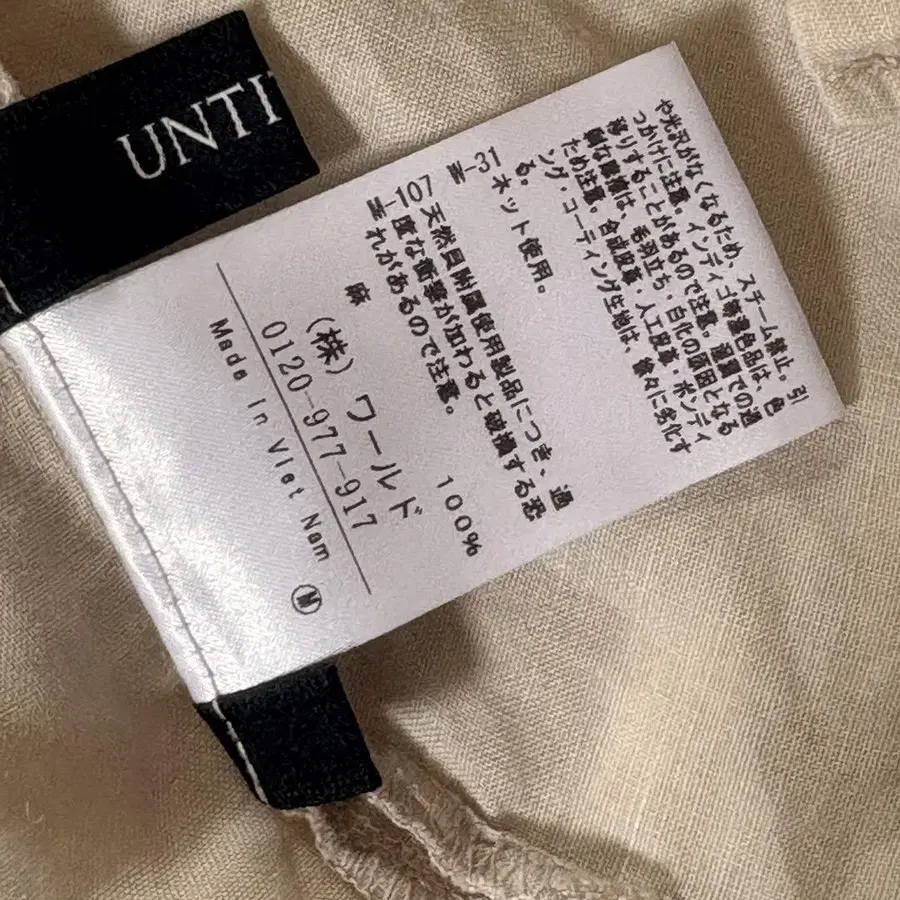 UNTIT
や光沢がなくなるため、スチーム禁止。引
っかけに注意。インディゴ等濃色品は、色
移りすることがあるので注意。湿潤での過
剰な摩擦は、毛羽立ち・白化の原因となる
ため注意。合成皮革・人工皮革・ボンディ
ング・コーティング生地は、徐々に劣化す
る。
-31 ネット使用。
-107 天然貝附属使用製品につき、過
度な衝撃が加わると破損する恐
れがあるので注意。
麻 100%
(株) ワールド
0120-977-917
Made in Viet Nam Ⓜ